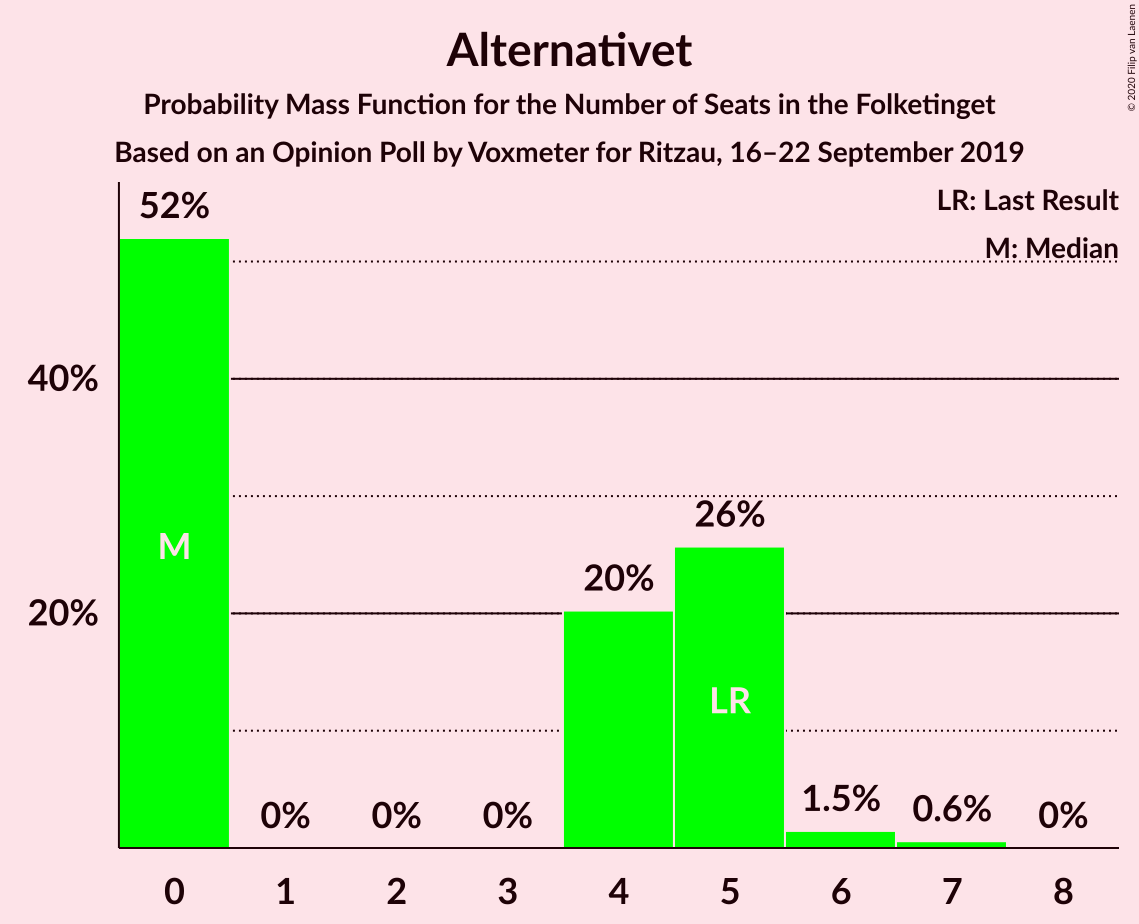 © 2020 Filip van Laenen
Alternativet
Probability Mass Function for the Number of Seats in the Folketinget
Based on an Opinion Poll by Voxmeter for Ritzau, 16–22 September 2019
LR: Last Result
M: Median
52%
40%
20%
M
0%
0%
0%
20%
26%
LR
1.5%
0.6%
0%
0
1
2
3
4
5
6
7
8